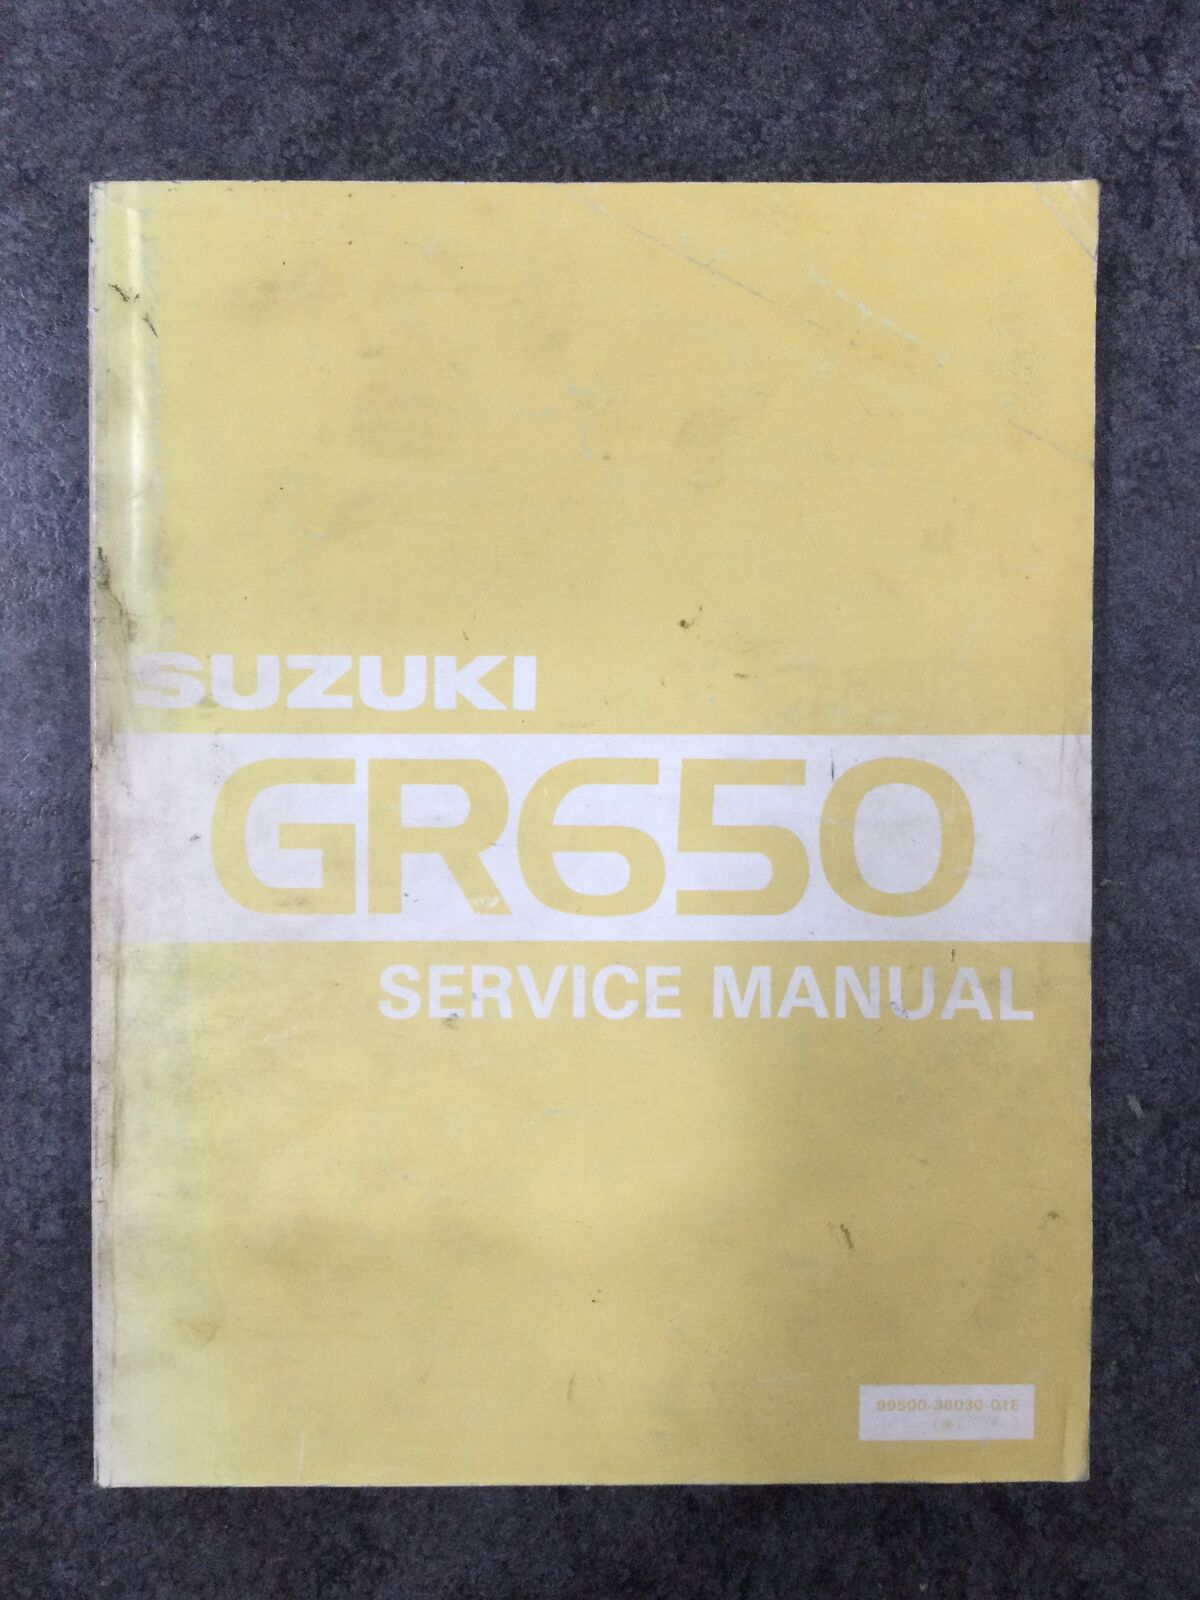 SUZUKI
GR650
SERVICE MANUAL
99500-36030-01E